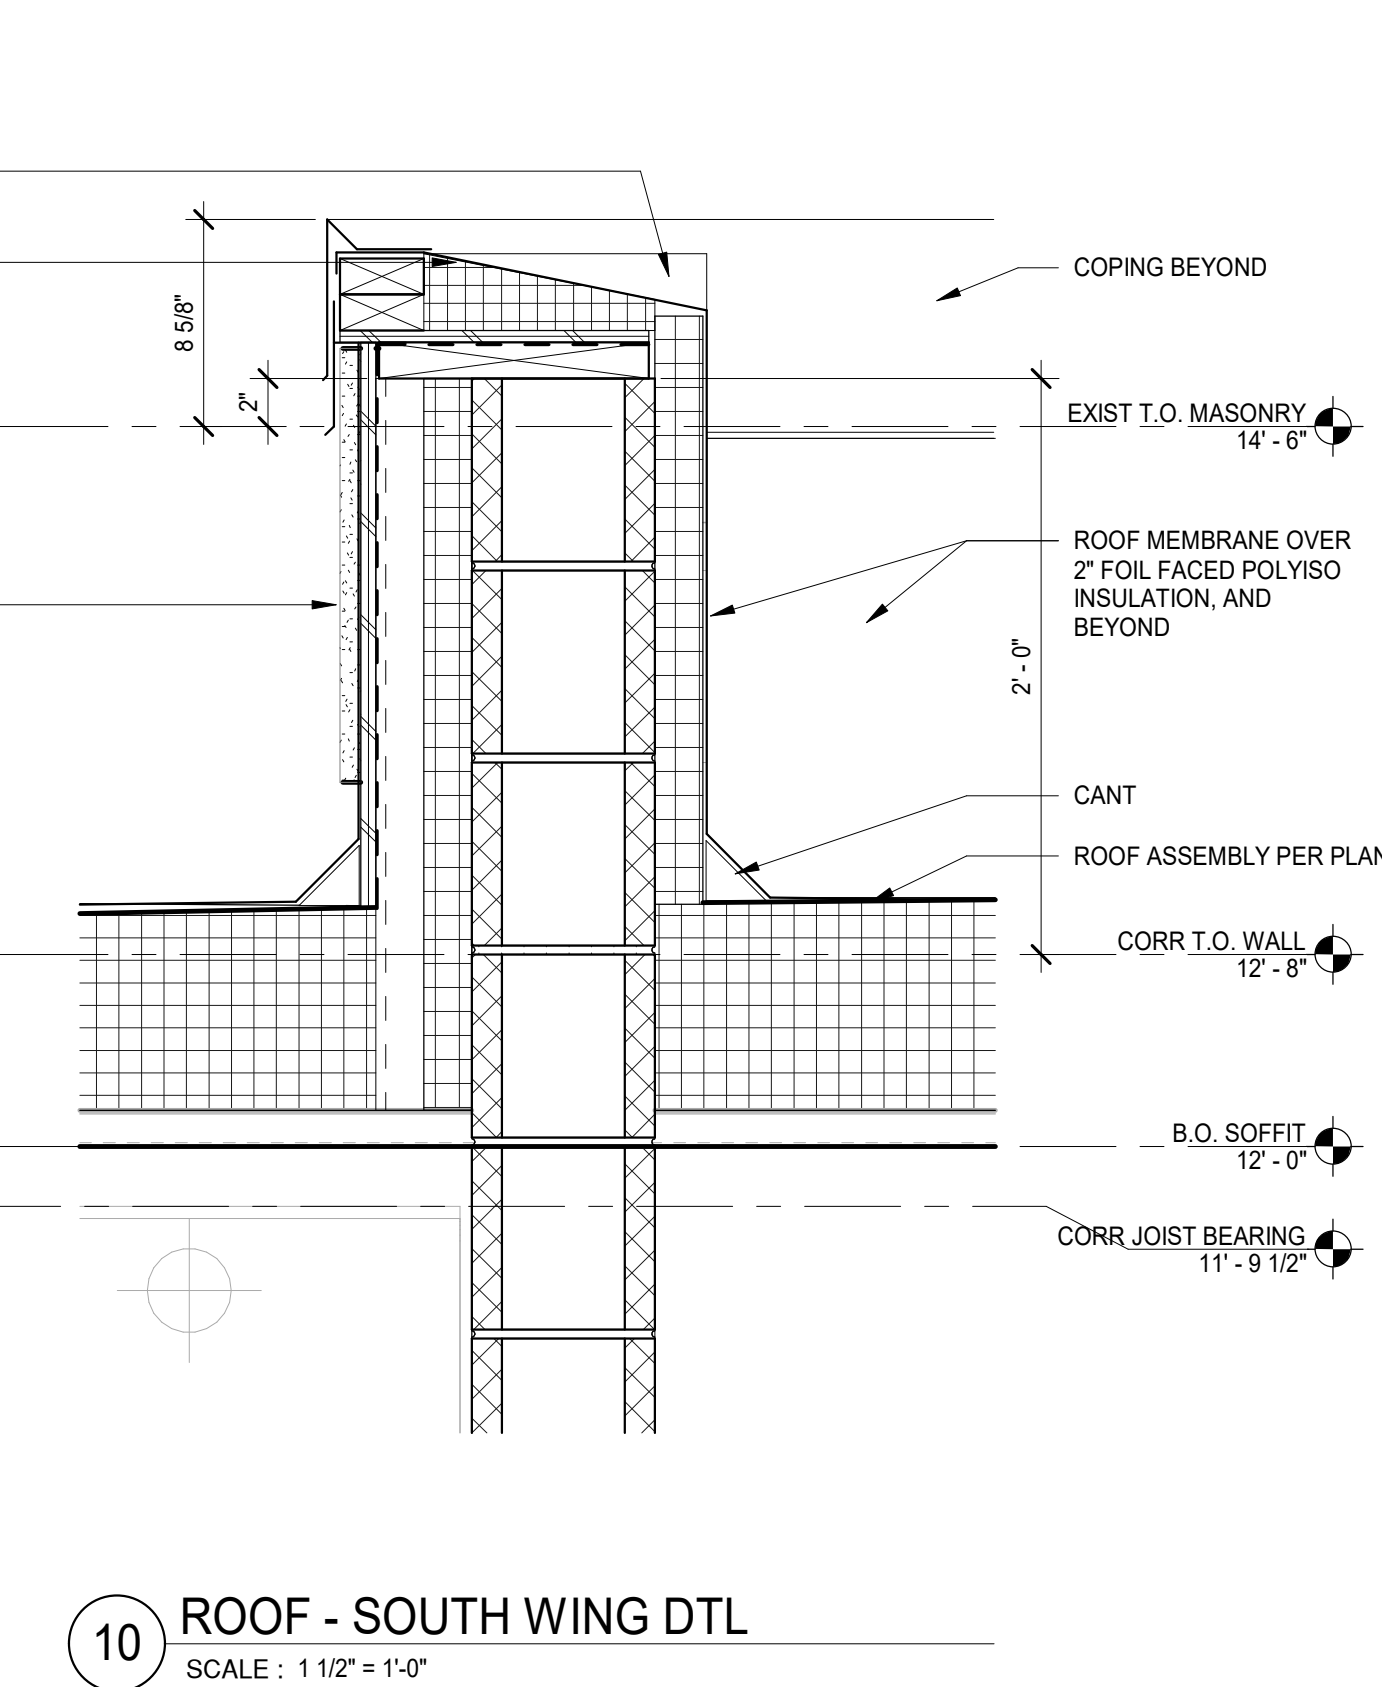 COPING BEYOND
8 5/8"
2"
EXIST T.O. MASONRY
14' - 6"
ROOF MEMBRANE OVER
2" FOIL FACED POLYISO
INSULATION, AND
BEYOND
2' - 0"
CANT
ROOF ASSEMBLY PER PLAN
CORR T.O. WALL
12' - 8"
B.O. SOFFIT
12' - 0"
CORR JOIST BEARING
11' - 9 1/2"
10
ROOF - SOUTH WING DTL
SCALE : 1 1/2" = 1'-0"